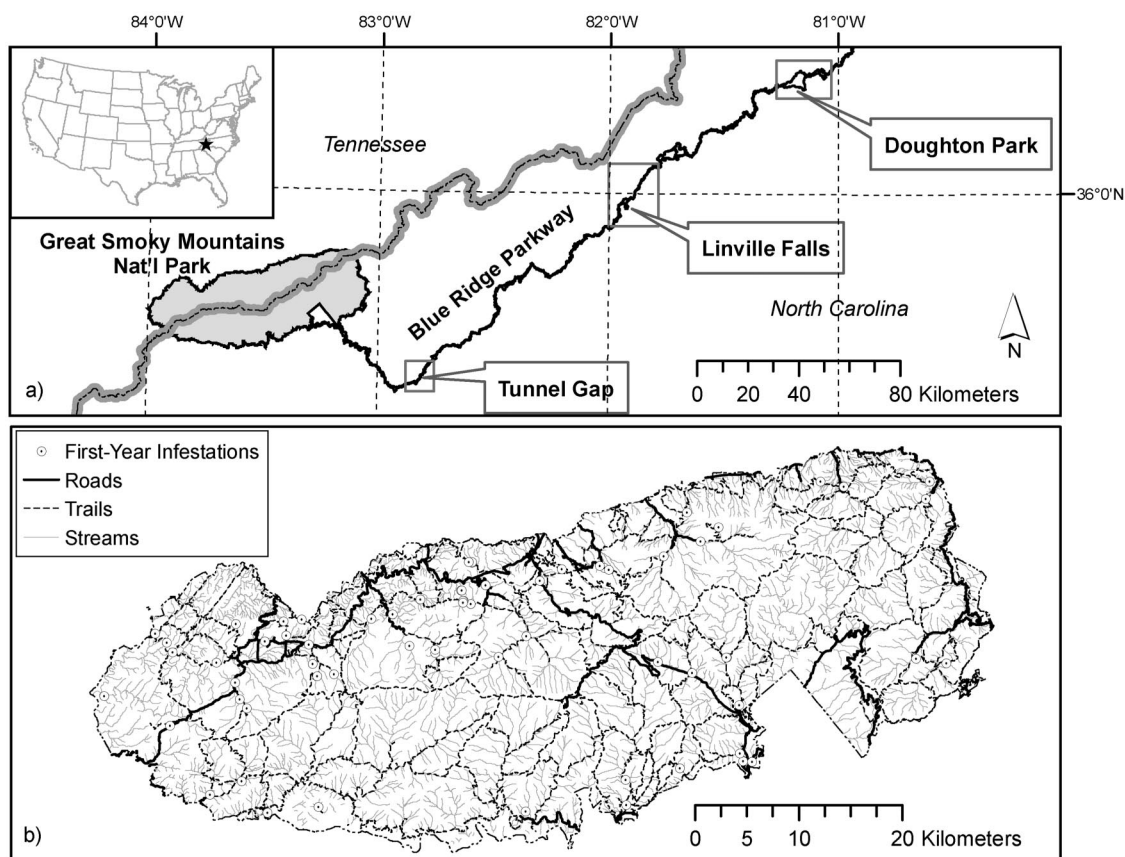 84°0'W 83°0'W 82°0'W 81°0'W
Tennessee
Doughton Park
36°0'N
Great Smoky Mountains
Nat'l Park
Blue Ridge Parkway
Linville Falls
North Carolina
N
Tunnel Gap
0 20 40 80 Kilometers
a)
First-Year Infestations
Roads
Trails
Streams
0 5 10 20 Kilometers
b)